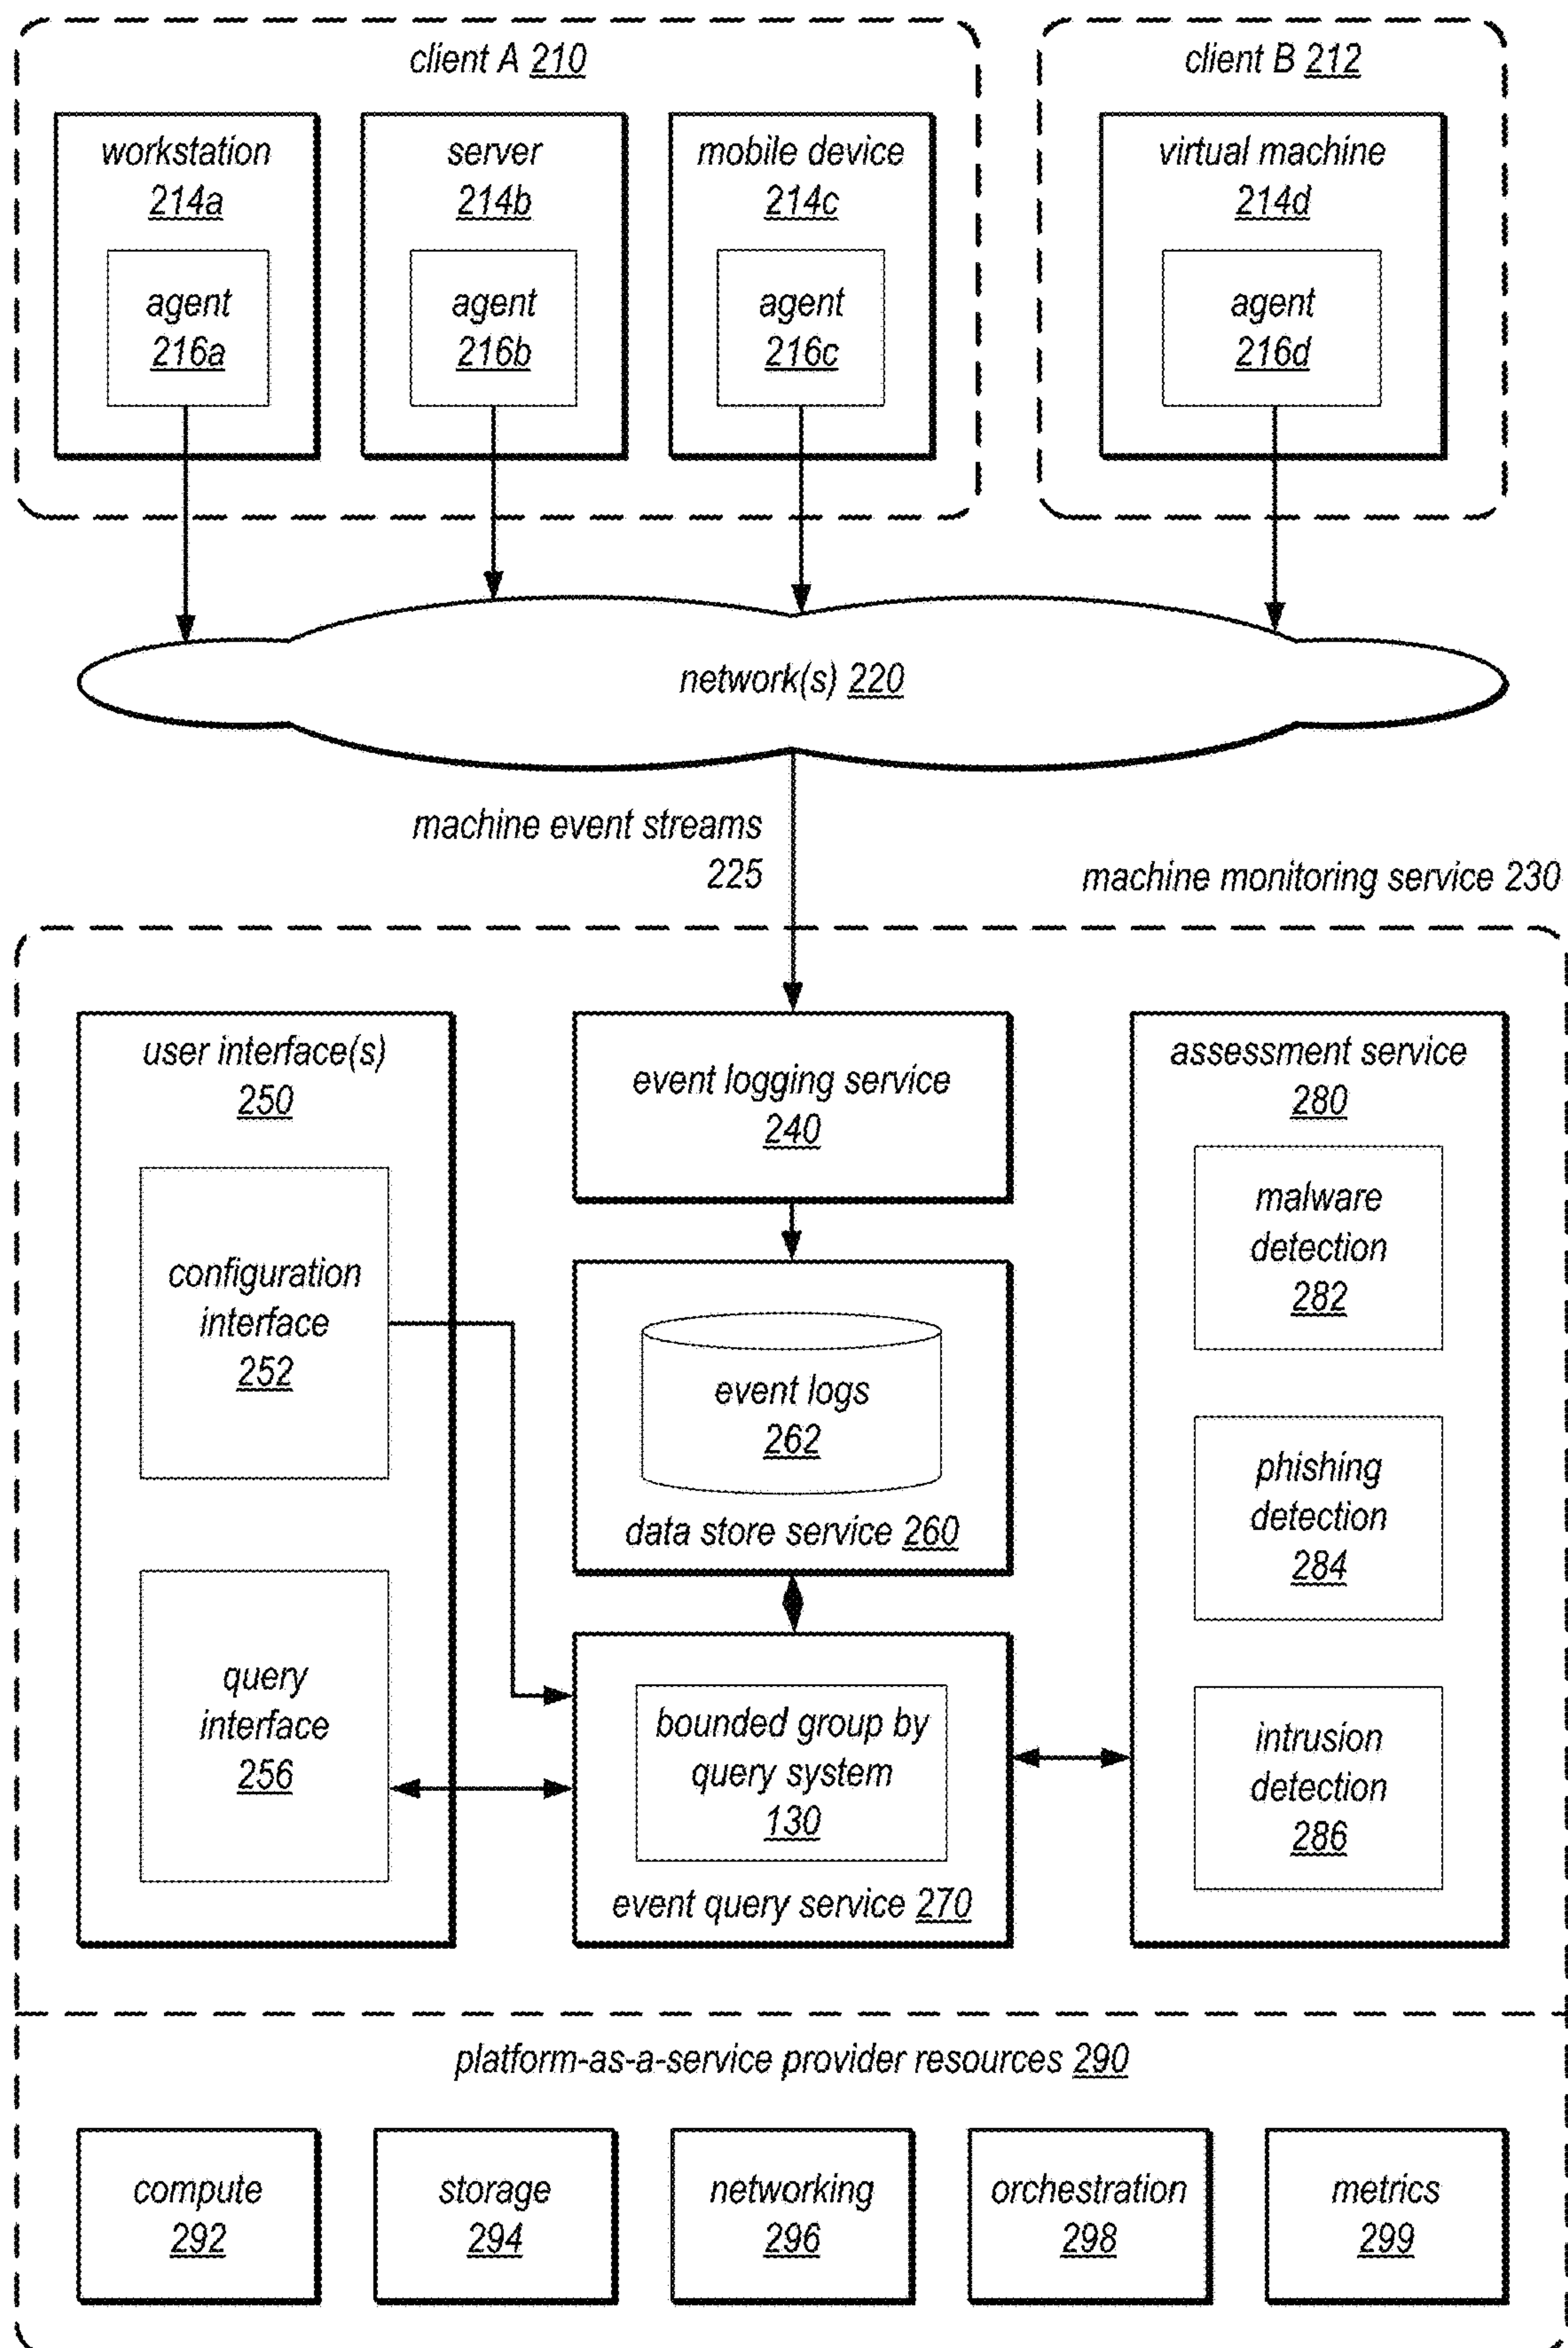 client A 210
workstation
214a
agent
216a
server
214b
agent
216b
mobile device
214c
agent
216c
client B 212
virtual machine
214d
agent
216d
network(s) 220
machine event streams
225
machine monitoring service 230
user interface(s)
250
configuration
interface
252
query
interface
256
event logging service
240
event logs
262
data store service 260
bounded group by
query system
130
event query service 270
assessment service
280
malware
detection
282
phishing
detection
284
intrusion
detection
286
platform-as-a-service provider resources 290
compute
292
storage
294
networking
296
orchestration
298
metrics
299